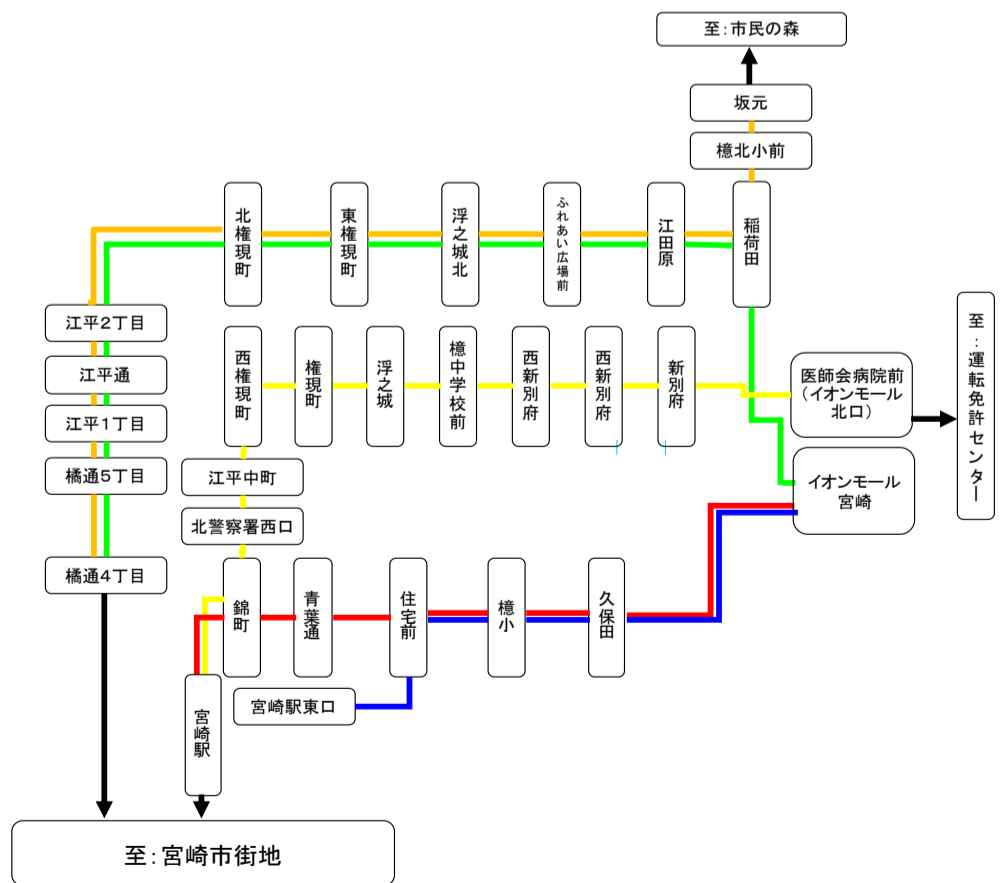 至:市民の森
坂元
檍北小前
北権現町
東権現町
浮之城北
ふれあい広場前
江田原
稲荷田
江平2丁目
江平通
江平1丁目
橘通5丁目
橘通4丁目
西権現町
権現町
浮之城
檍中学校前
西新別府
西新別府
新別府
医師会病院前
(イオンモール
北口)
至:運転免許センター
江平中町
北警察署西口
イオンモール
宮崎
錦町
青葉通
住宅前
檍小
久保田
宮崎駅東口
宮崎駅
至:宮崎市街地